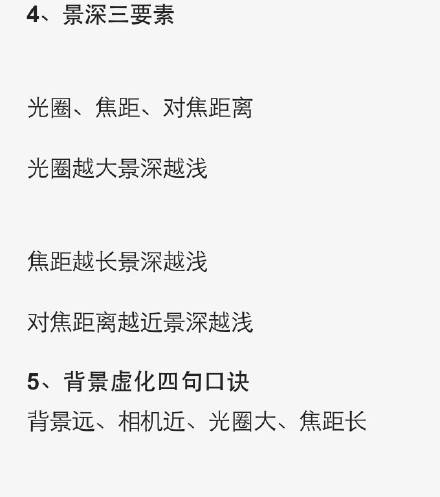 4、景深三要素
光圈、焦距、对焦距离
光圈越大景深越浅
焦距越长景深越浅
对焦距离越近景深越浅
5、背景虚化四句口诀
背景远、相机近、光圈大、焦距长